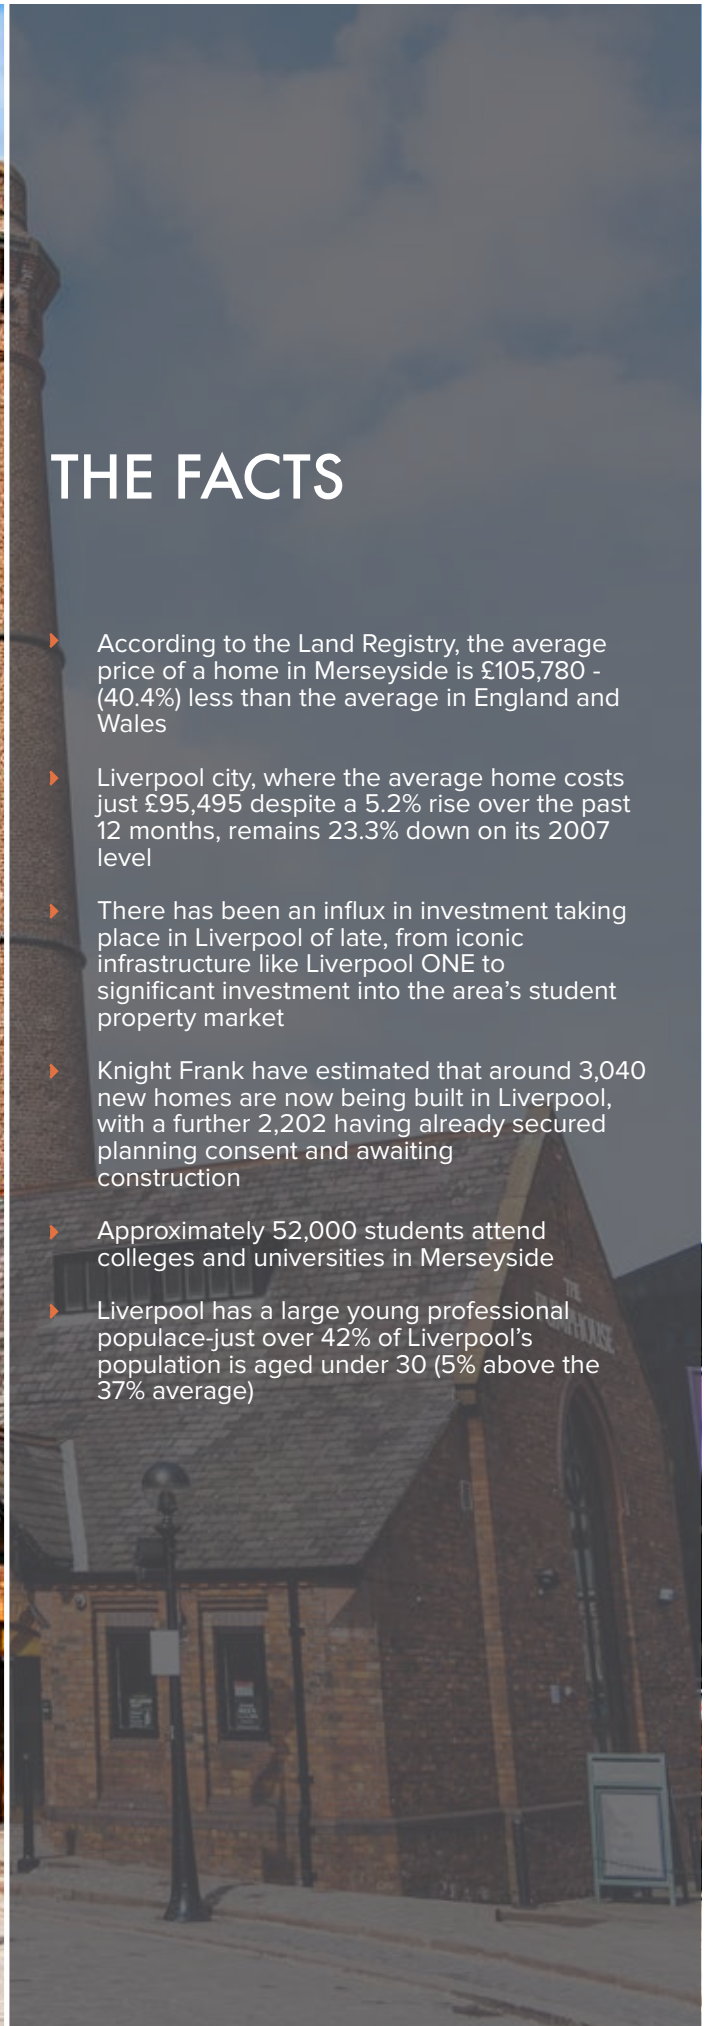 THE FACTS
According to the Land Registry, the average
price of a home in Merseyside is £105,780 -
(40.4%) less than the average in England and
Wales
Liverpool city, where the average home costs
just £95,495 despite a 5.2% rise over the past
12 months, remains 23.3% down on its 2007
level
There has been an influx in investment taking
place in Liverpool of late, from iconic
infrastructure like Liverpool ONE to
significant investment into the area’s student
property market
Knight Frank have estimated that around 3,040
new homes are now being built in Liverpool,
with a further 2,202 having already secured
planning consent and awaiting
construction
Approximately 52,000 students attend
colleges and universities in Merseyside
Liverpool has a large young professional
populace-just over 42% of Liverpool’s
population is aged under 30 (5% above the
37% average)
THE